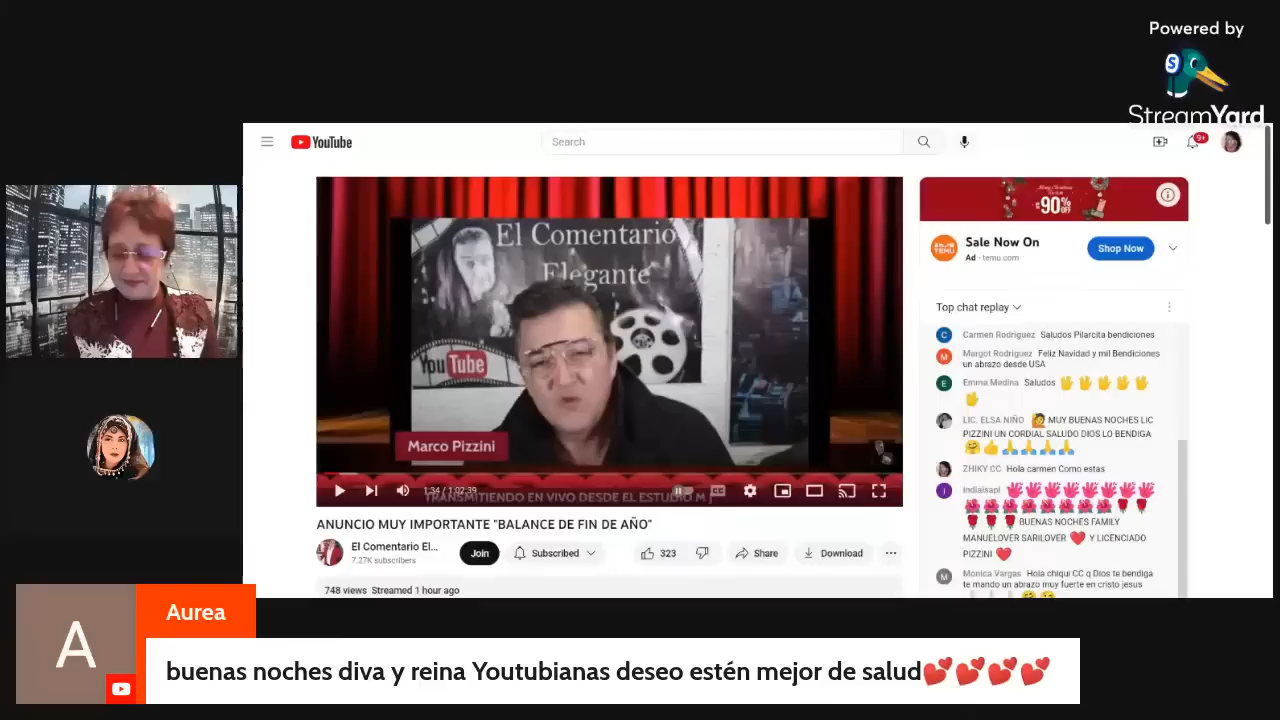 Powered by
StreamYard
YouTube
Search
9+
El Comentario
Elegante
YouTube
Marco Pizzini
1:34 / 1:02:39
TRANSMITIENDO EN VIVO DESDE EL ESTUDIO M
90%
OFF
Sale Now On
Ad · temu.com
Shop Now
Top chat replay
Carmen Rodriguez Saludos Pilarcita bendiciones
Margot Rodriguez Feliz Navidad y mil Bendiciones
un abrazo desde USA
Emma Medina Saludos 🖖🖖🖖🖖🖖
🖖
LIC. ELSA NIÑO 🙋 MUY BUENAS NOCHES LIC
PIZZINI UN CORDIAL SALUDO DIOS LO BENDIGA
🤗👍🙏🙏🙏🙏
ZHIKY CC Hola carmen Como estas
indiaisapi
BUENAS NOCHES FAMILY
MANUELOVER SARILOVER ❤️ Y LICENCIADO
PIZZINI ❤️
Monica Vargas Hola chiqui CC q Dios te bendiga
te mando un abrazo muy fuerte en cristo jesus
ANUNCIO MUY IMPORTANTE "BALANCE DE FIN DE AÑO"
El Comentario El...
7.27K subscribers
Join
Subscribed
323
Share
Download
748 views Streamed 1 hour ago
A
Aurea
buenas noches diva y reina Youtubianas deseo estén mejor de salud💕💕💕💕